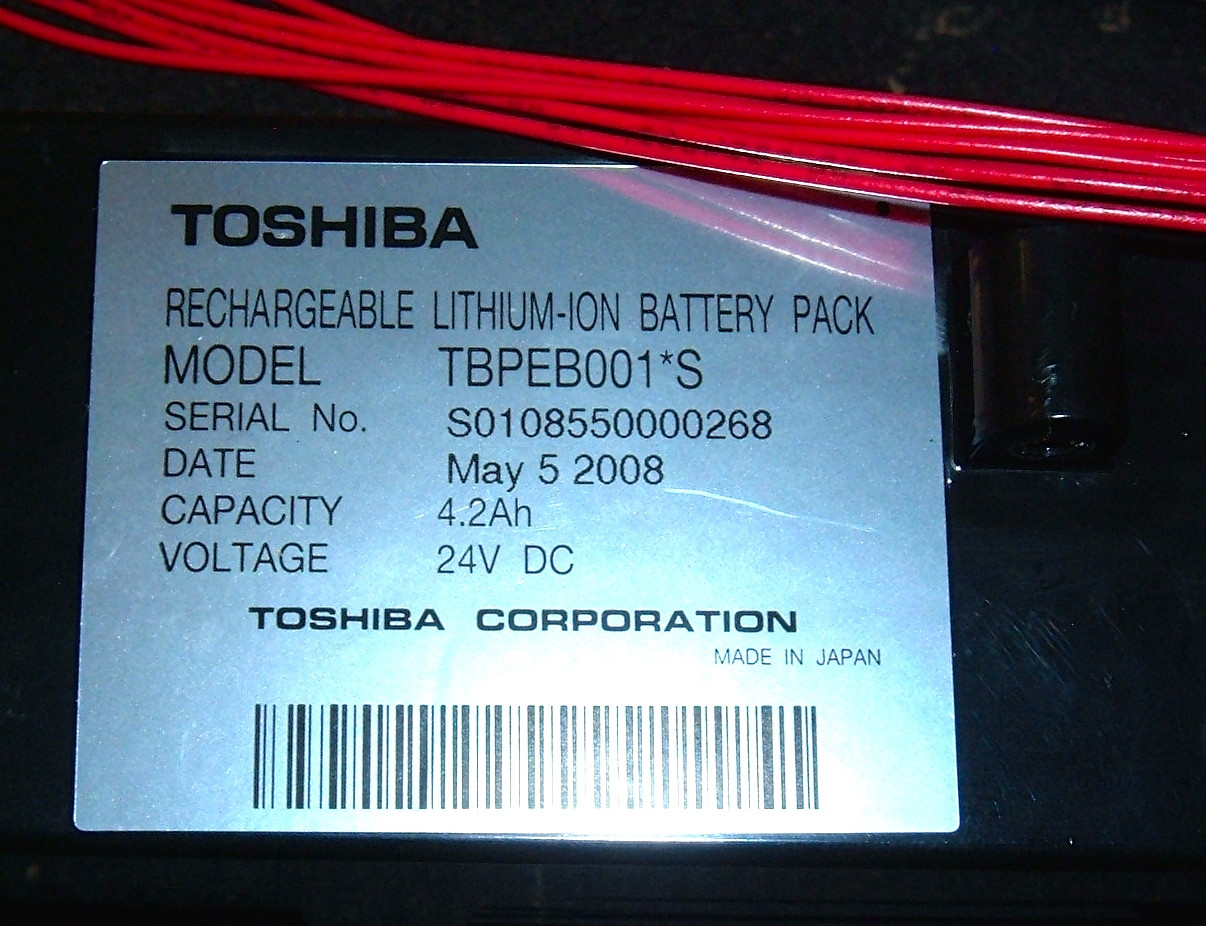 TOSHIBA
RECHARGEABLE LITHIUM-ION BATTERY PACK
MODEL TBPEB001*S
SERIAL No. S0108550000268
DATE May 5 2008
CAPACITY 4.2Ah
VOLTAGE 24V DC
TOSHIBA CORPORATION
MADE IN JAPAN